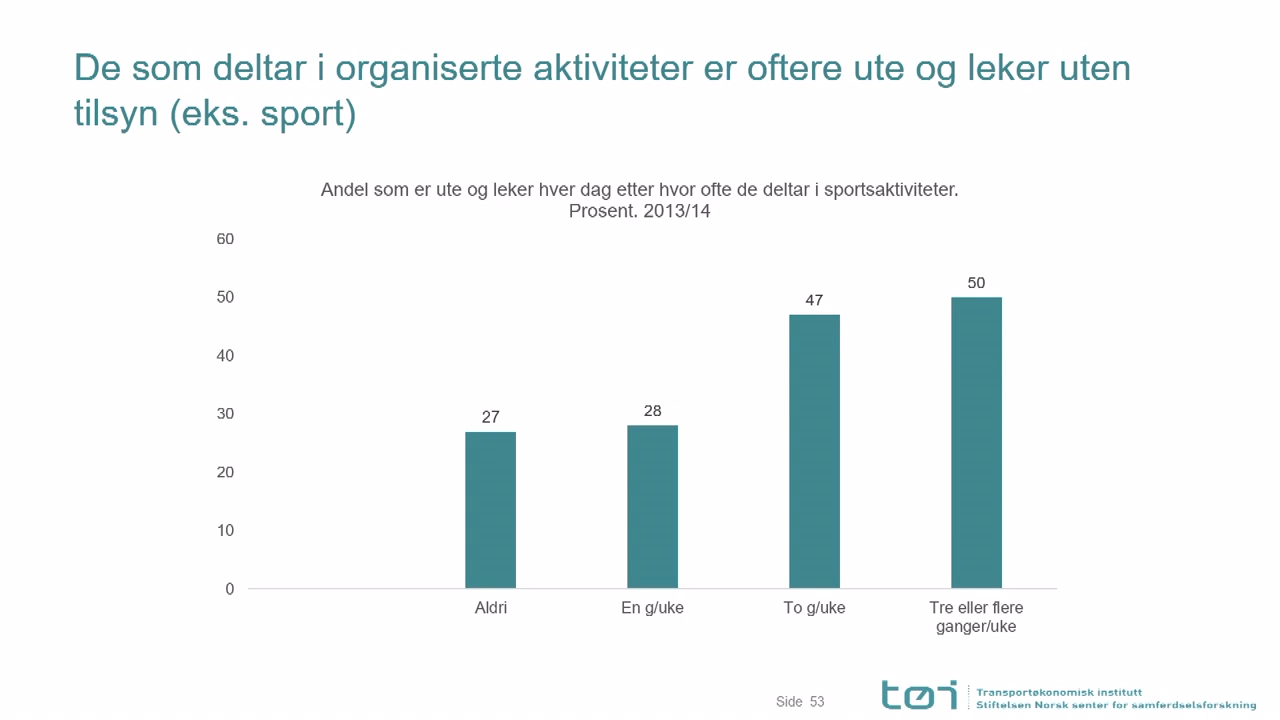 De som deltar i organiserte aktiviteter er oftere ute og leker uten
tilsyn (eks. sport)
Andel som er ute og leker hver dag etter hvor ofte de deltar i sportsaktiviteter.
Prosent. 2013/14
60
50
40
30
20
10
0
27
28
47
50
Aldri
En g/uke
To g/uke
Tre eller flere
ganger/uke
Side 53
tøi
Transportøkonomisk institutt
Stiftelsen Norsk senter for samferdselsforskning